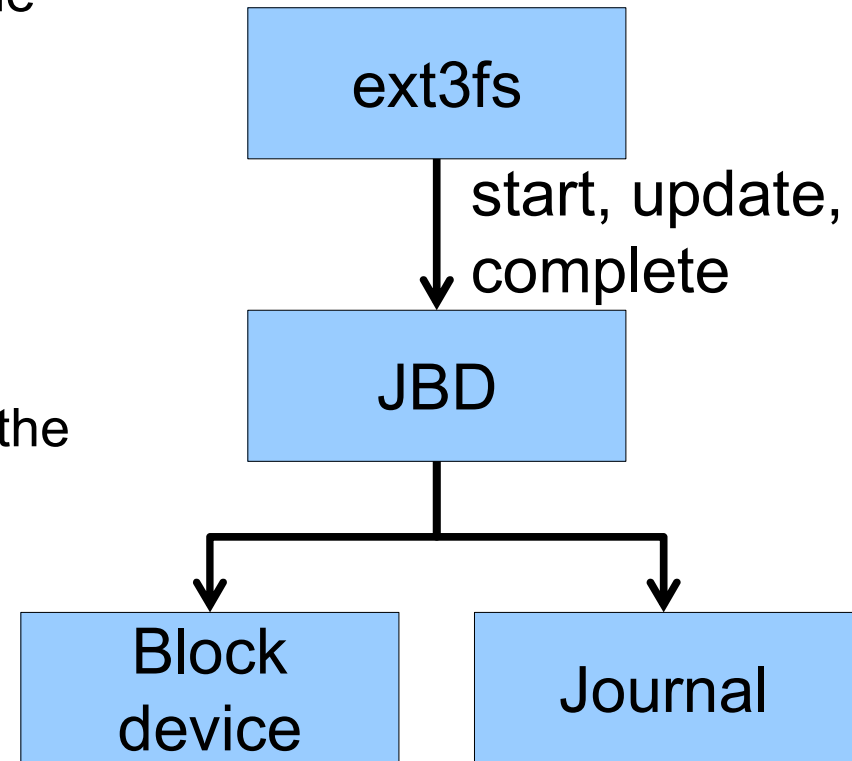 ext3fs
start, update,
complete
JBD
the
Block
device
Journal